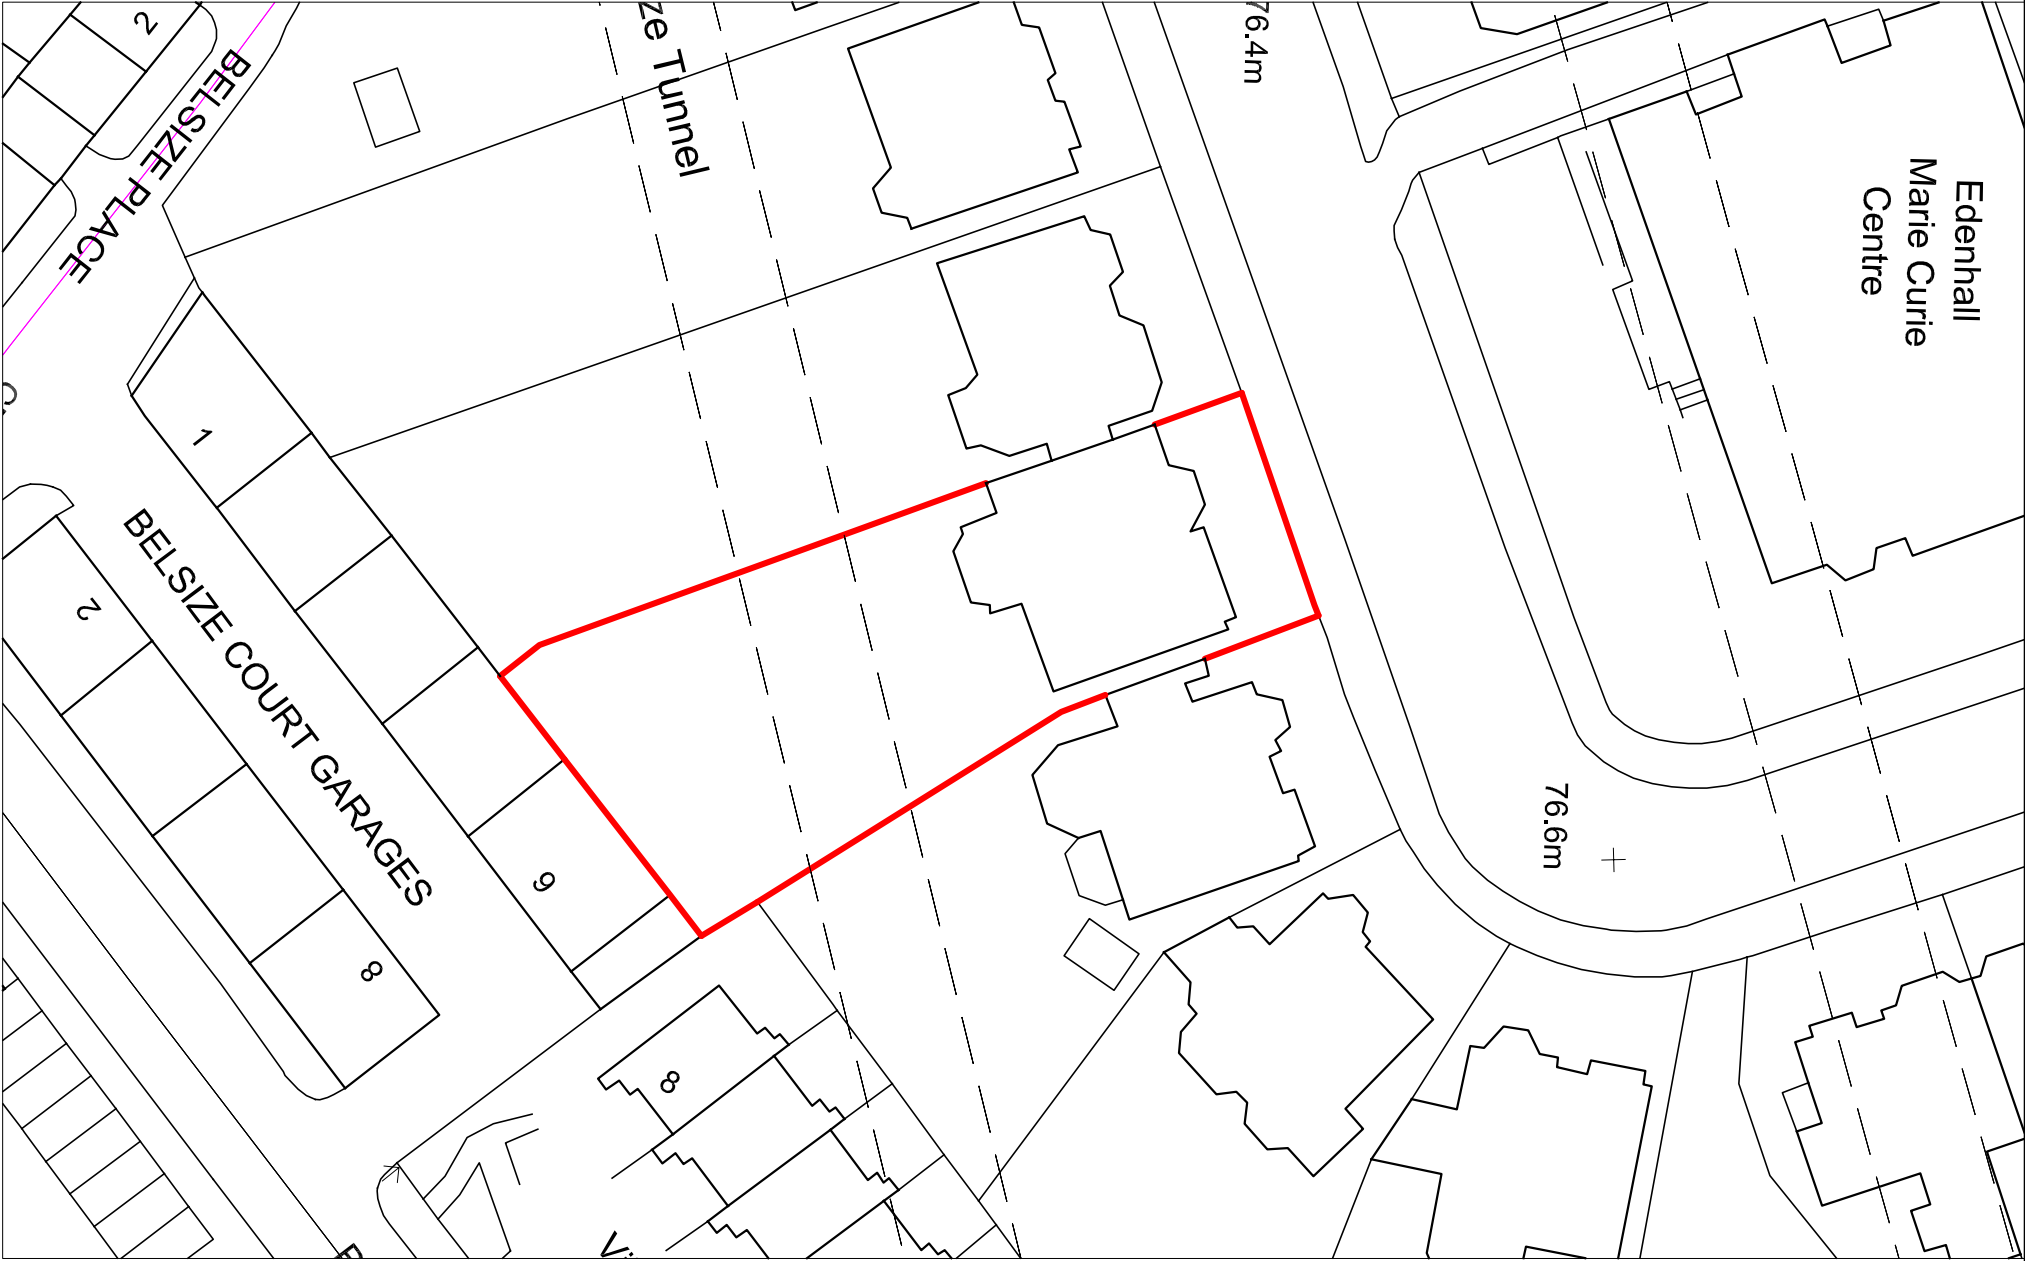 2
BELSIZE PLACE
ze Tunnel
76.4m
Edenhall
Marie Curie
Centre
1
BELSIZE COURT GARAGES
2
9
8
8
76.6m
Vi